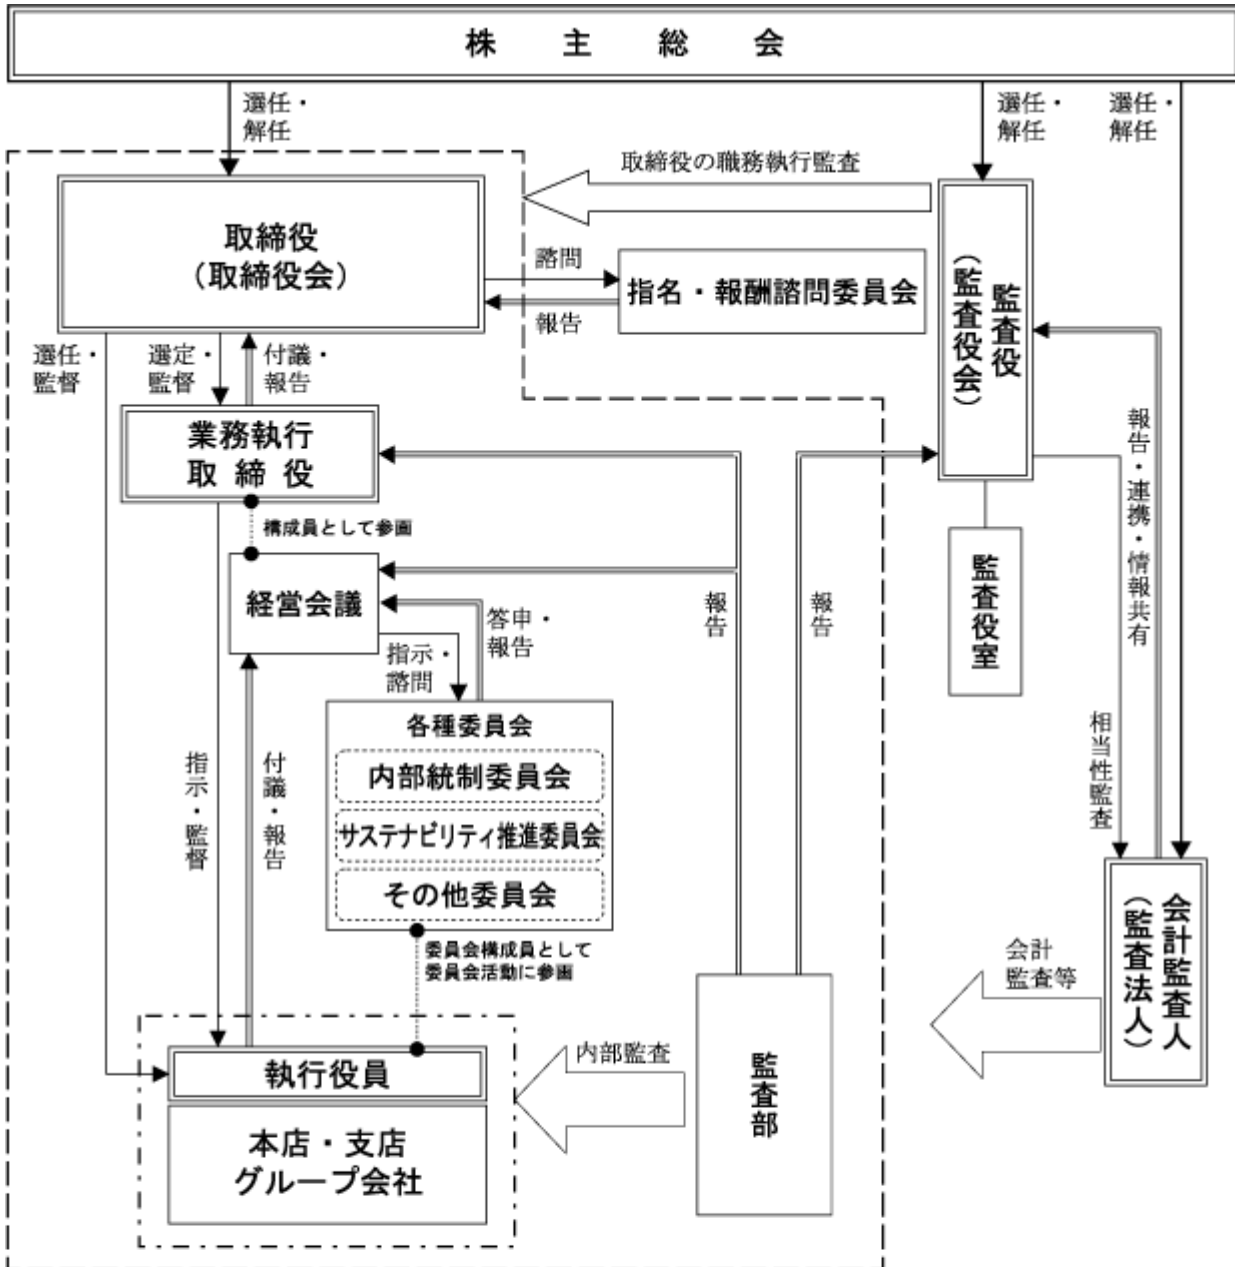 株主総会
選任・
解任
選任・
解任
選任・
解任
取締役の職務執行監査
取締役
(取締役会)
諮問
報告
指名・報酬諮問委員会
監査役
(監査役会)
選任・
監督
選定・
監督
付議・
報告
業務執行
取締役
構成員として参画
経営会議
答申・
報告
指示・
諮問
報告
報告
監査役室
報告・連携・情報共有
相当性監査
各種委員会
内部統制委員会
サステナビリティ推進委員会
その他委員会
指示・監督
付議・報告
委員会構成員として
委員会活動に参画
会計監査人
(監査法人)
会計
監査等
内部監査
監査部
執行役員
本店・支店
グループ会社